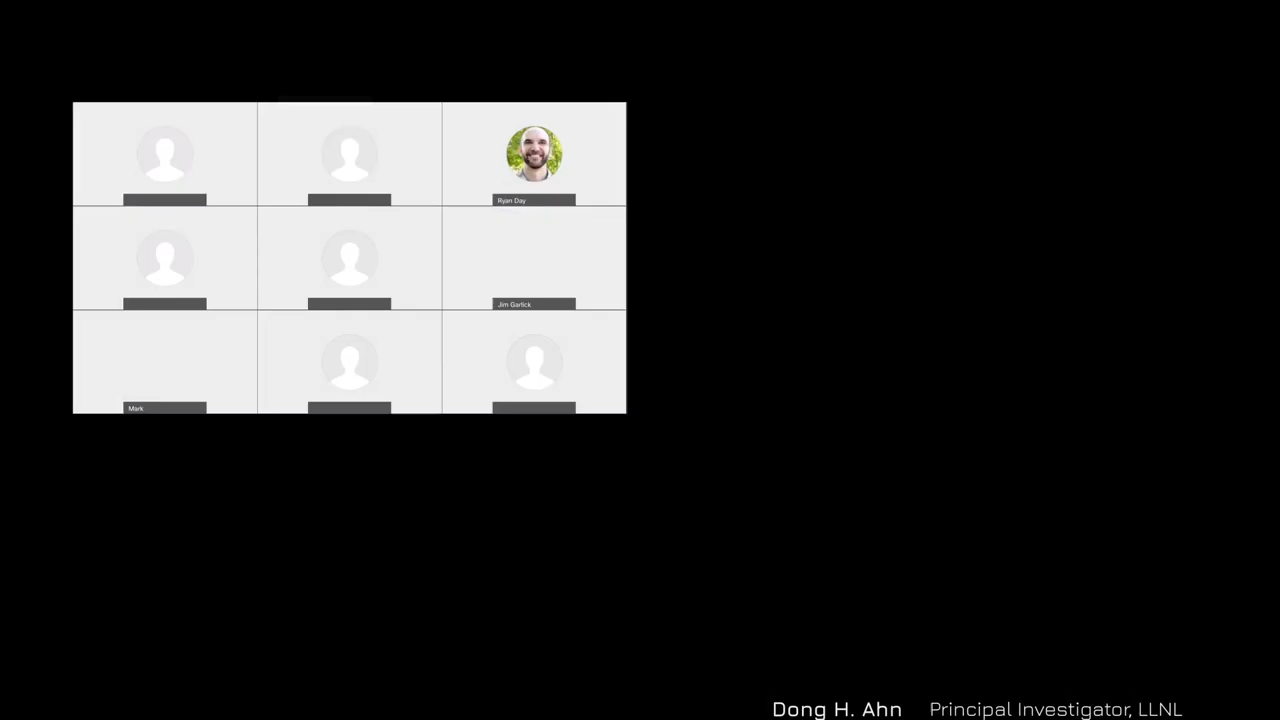 Ryan Day
Jim Garlick
Mark
Dong H. Ahn Principal Investigator, LLNL